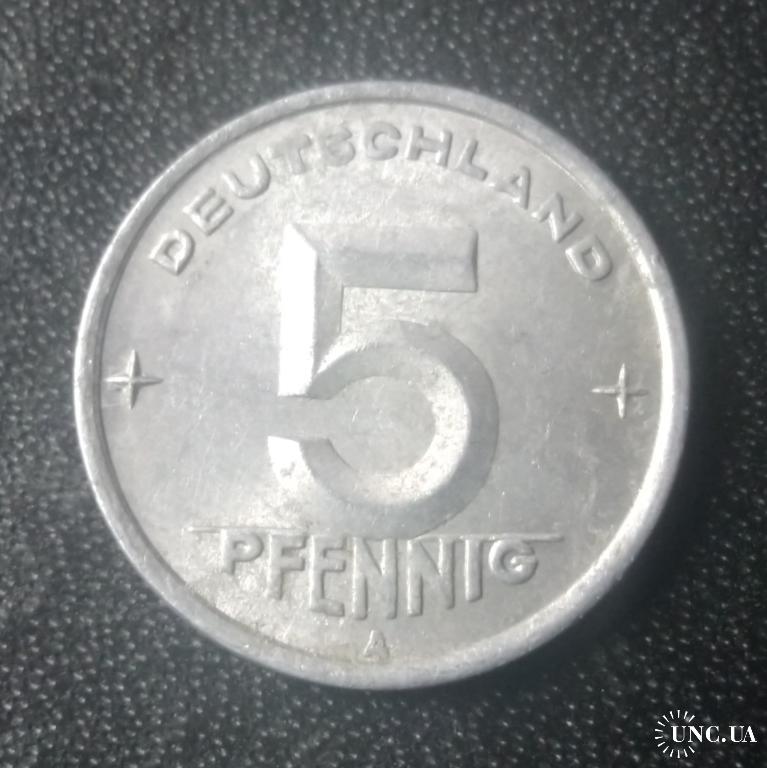 DEUTSCHLAND
5
PFENNIG
A
UNC.UA